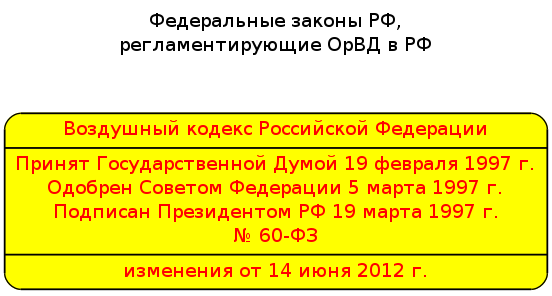 Федеральные законы РФ,
регламентирующие ОрВД в РФ
Воздушный кодекс Российской Федерации
Принят Государственной Думой 19 февраля 1997 г.
Одобрен Советом Федерации 5 марта 1997 г.
Подписан Президентом РФ 19 марта 1997 г.
№ 60-ФЗ
изменения от 14 июня 2012 г.